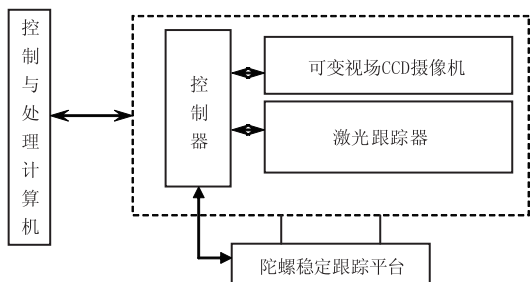 控制与处理计算机
控制器
可变视场CCD摄像机
激光跟踪器
陀螺稳定跟踪平台